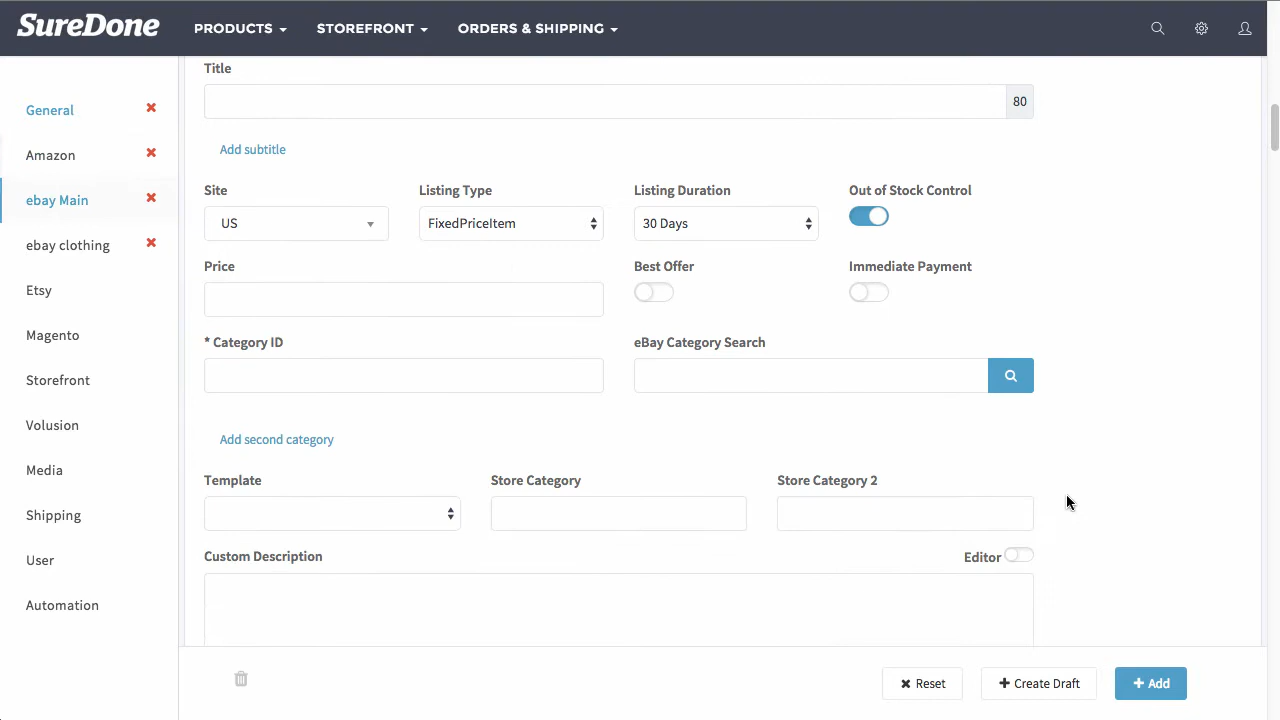 SureDone PRODUCTS STOREFRONT ORDERS & SHIPPING
General
Amazon
ebay Main
ebay clothing
Etsy
Magento
Storefront
Volusion
Media
Shipping
User
Automation
Title
80
Add subtitle
Site Listing Type Listing Duration Out of Stock Control
US FixedPriceItem 30 Days
Price Best Offer Immediate Payment
* Category ID eBay Category Search
Add second category
Template Store Category Store Category 2
Custom Description Editor
Reset Create Draft Add